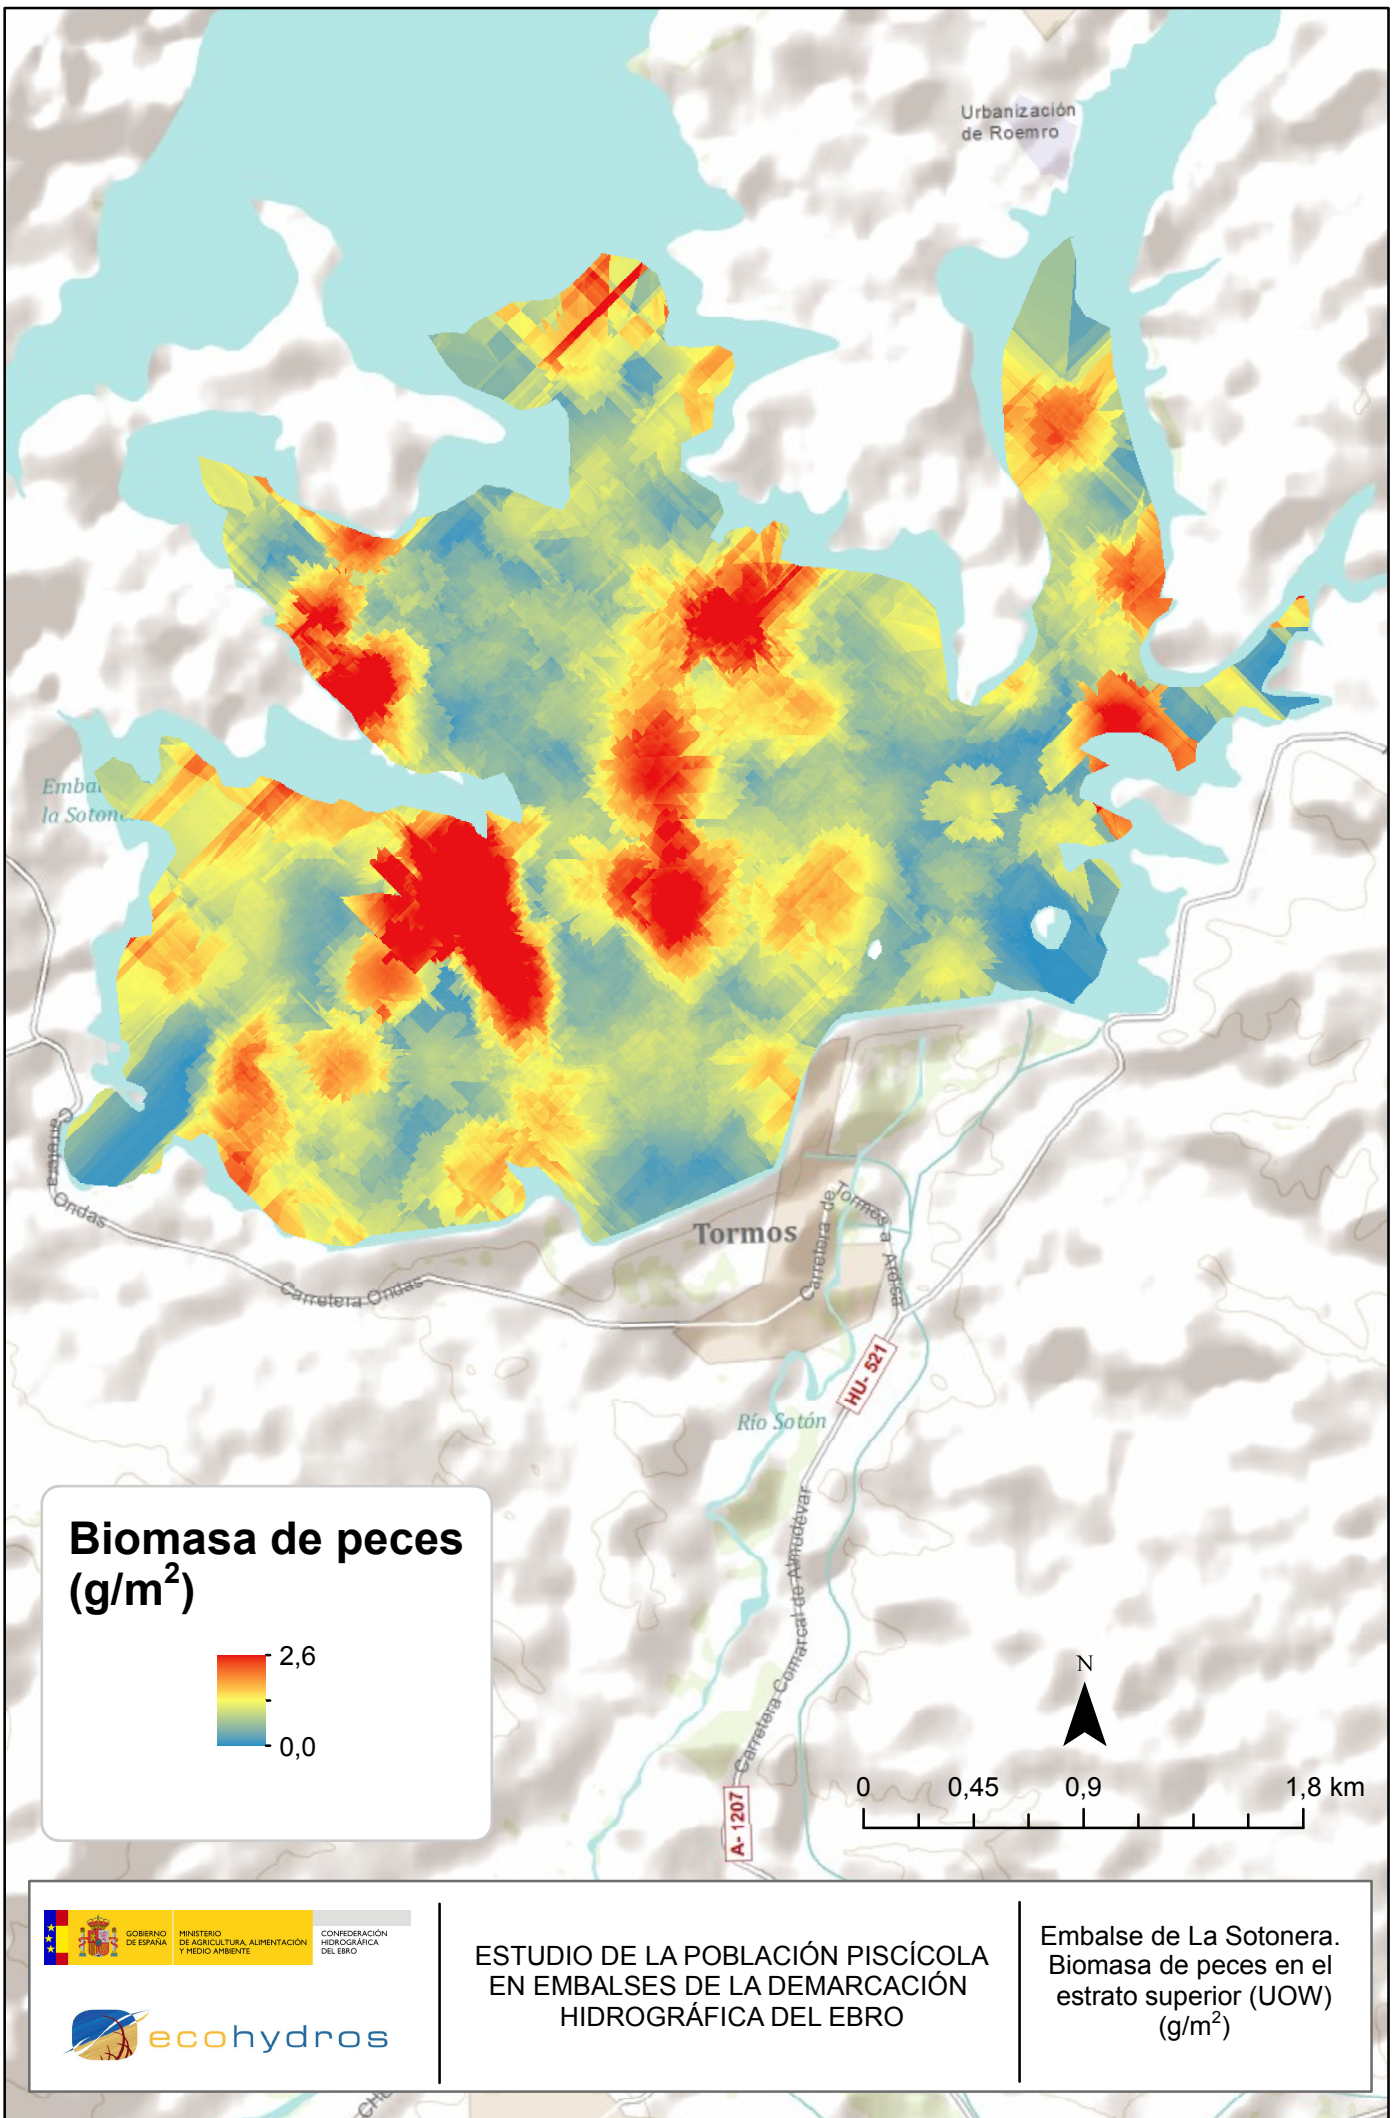 Urbanización
de Roemro
Emba
la Soton
Carretera Ondas
Tormos
Carretera de Tormos a Ardisa
Carretera Ondas
HU- 521
Río Sotón
Carretera Comarcal de Almudévar
A- 1207
Biomasa de peces
(g/m²)
2,6
0,0
N
0 0,45 0,9 1,8 km
GOBIERNO
DE ESPAÑA
MINISTERIO
DE AGRICULTURA, ALIMENTACIÓN
Y MEDIO AMBIENTE
CONFEDERACIÓN
HIDROGRÁFICA
DEL EBRO
ecohydros
ESTUDIO DE LA POBLACIÓN PISCÍCOLA
EN EMBALSES DE LA DEMARCACIÓN
HIDROGRÁFICA DEL EBRO
Embalse de La Sotonera.
Biomasa de peces en el
estrato superior (UOW)
(g/m²)